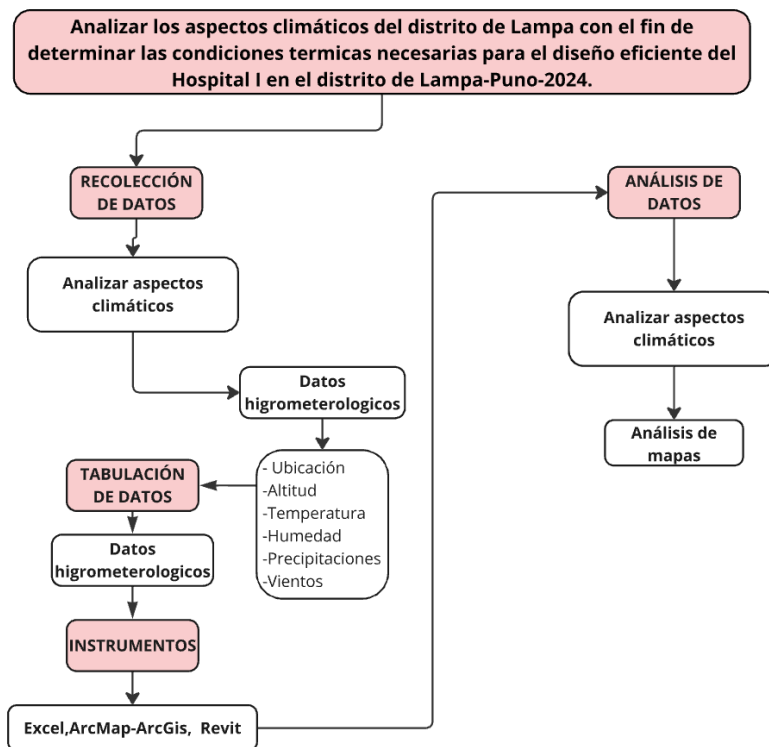 Analizar los aspectos climáticos del distrito de Lampa con el fin de
determinar las condiciones termicas necesarias para el diseño eficiente del
Hospital I en el distrito de Lampa-Puno-2024.
RECOLECCIÓN
DE DATOS
Analizar aspectos
climáticos
Datos
higrometerologicos
- Ubicación
-Altitud
-Temperatura
-Humedad
-Precipitaciones
-Vientos
TABULACIÓN
DE DATOS
Datos
higrometerologicos
INSTRUMENTOS
Excel,ArcMap-ArcGis, Revit
ANÁLISIS DE
DATOS
Analizar aspectos
climáticos
Análisis de
mapas